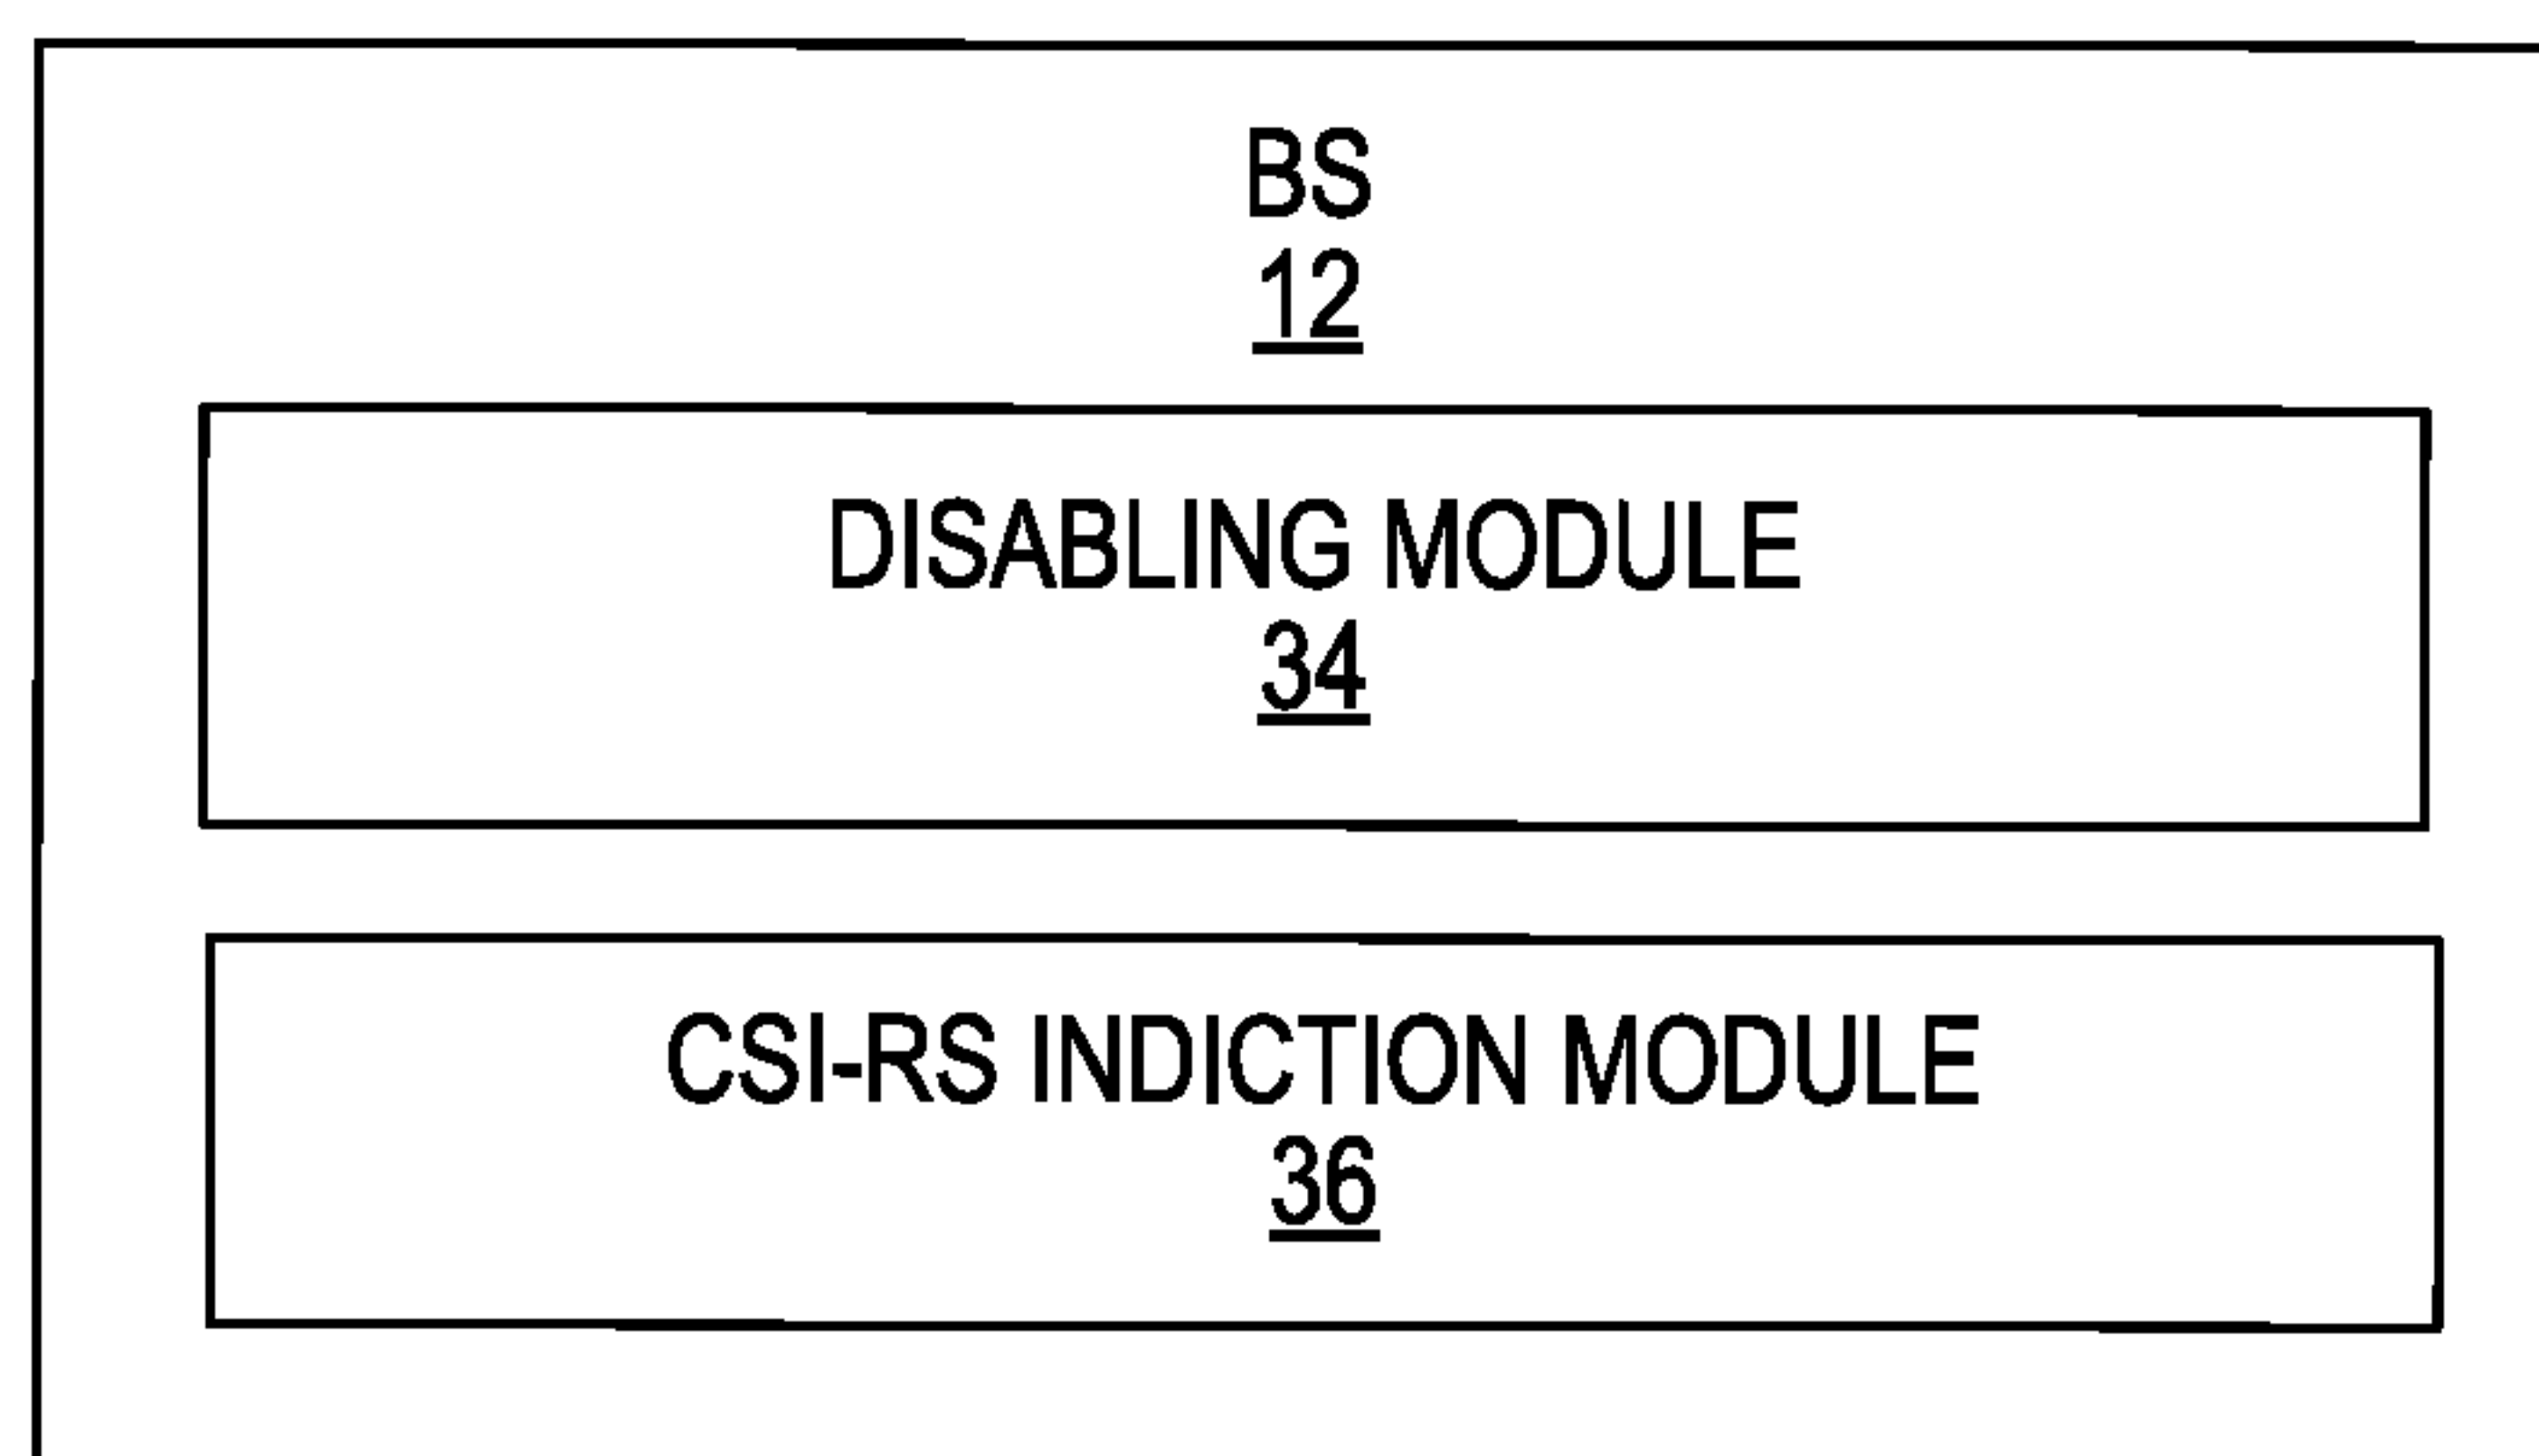 BS
12
DISABLING MODULE
34
CSI-RS INDICTION MODULE
36